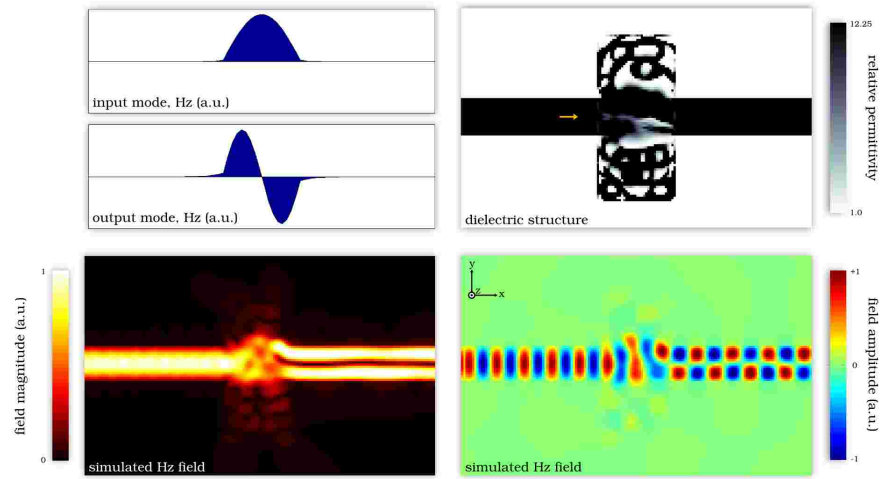 input mode, Hz (a.u.)
output mode, Hz (a.u.)
dielectric structure
12.25
relative permittivity
1.0
1
field magnitude (a.u.)
0
simulated Hz field
y
z
x
simulated Hz field
+1
field amplitude (a.u.)
0
-1